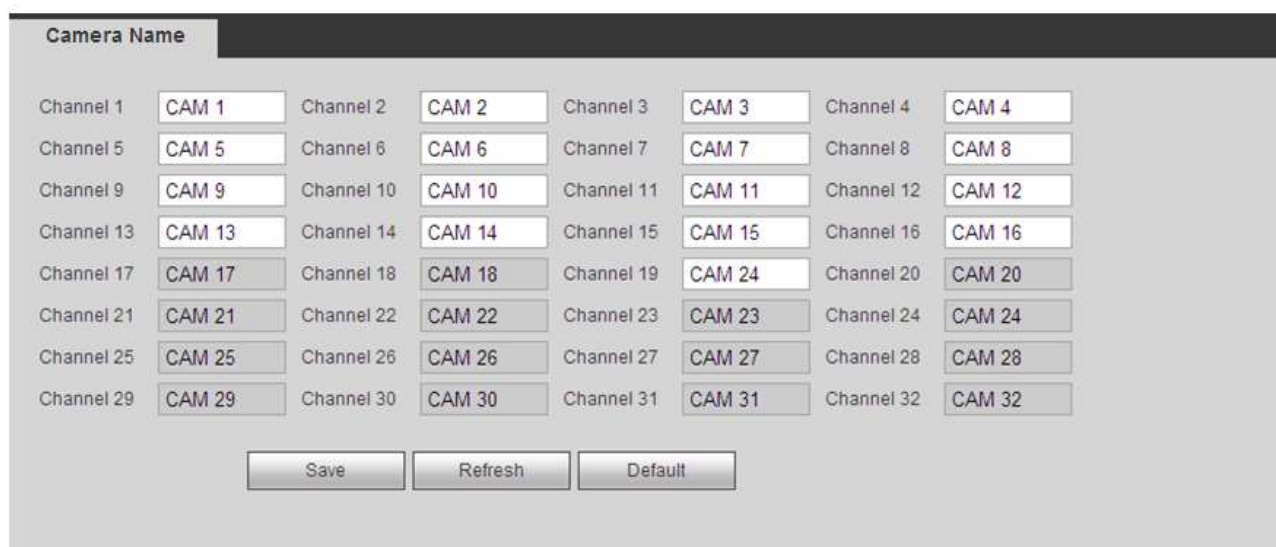 Camera Name
Channel 1 CAM 1 Channel 2 CAM 2 Channel 3 CAM 3 Channel 4 CAM 4
Channel 5 CAM 5 Channel 6 CAM 6 Channel 7 CAM 7 Channel 8 CAM 8
Channel 9 CAM 9 Channel 10 CAM 10 Channel 11 CAM 11 Channel 12 CAM 12
Channel 13 CAM 13 Channel 14 CAM 14 Channel 15 CAM 15 Channel 16 CAM 16
Channel 17 CAM 17 Channel 18 CAM 18 Channel 19 CAM 24 Channel 20 CAM 20
Channel 21 CAM 21 Channel 22 CAM 22 Channel 23 CAM 23 Channel 24 CAM 24
Channel 25 CAM 25 Channel 26 CAM 26 Channel 27 CAM 27 Channel 28 CAM 28
Channel 29 CAM 29 Channel 30 CAM 30 Channel 31 CAM 31 Channel 32 CAM 32
Save Refresh Default